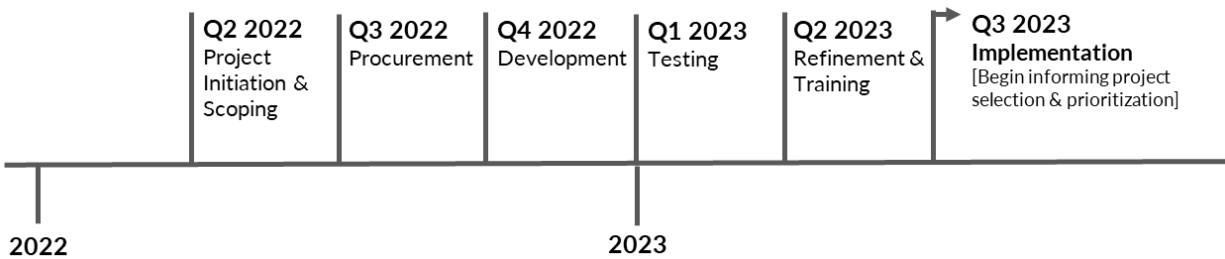 Q2 2022
Project
Initiation &
Scoping
Q3 2022
Procurement
Q4 2022
Development
Q1 2023
Testing
Q2 2023
Refinement &
Training
Q3 2023
Implementation
[Begin informing project
selection & prioritization]
2022
2023